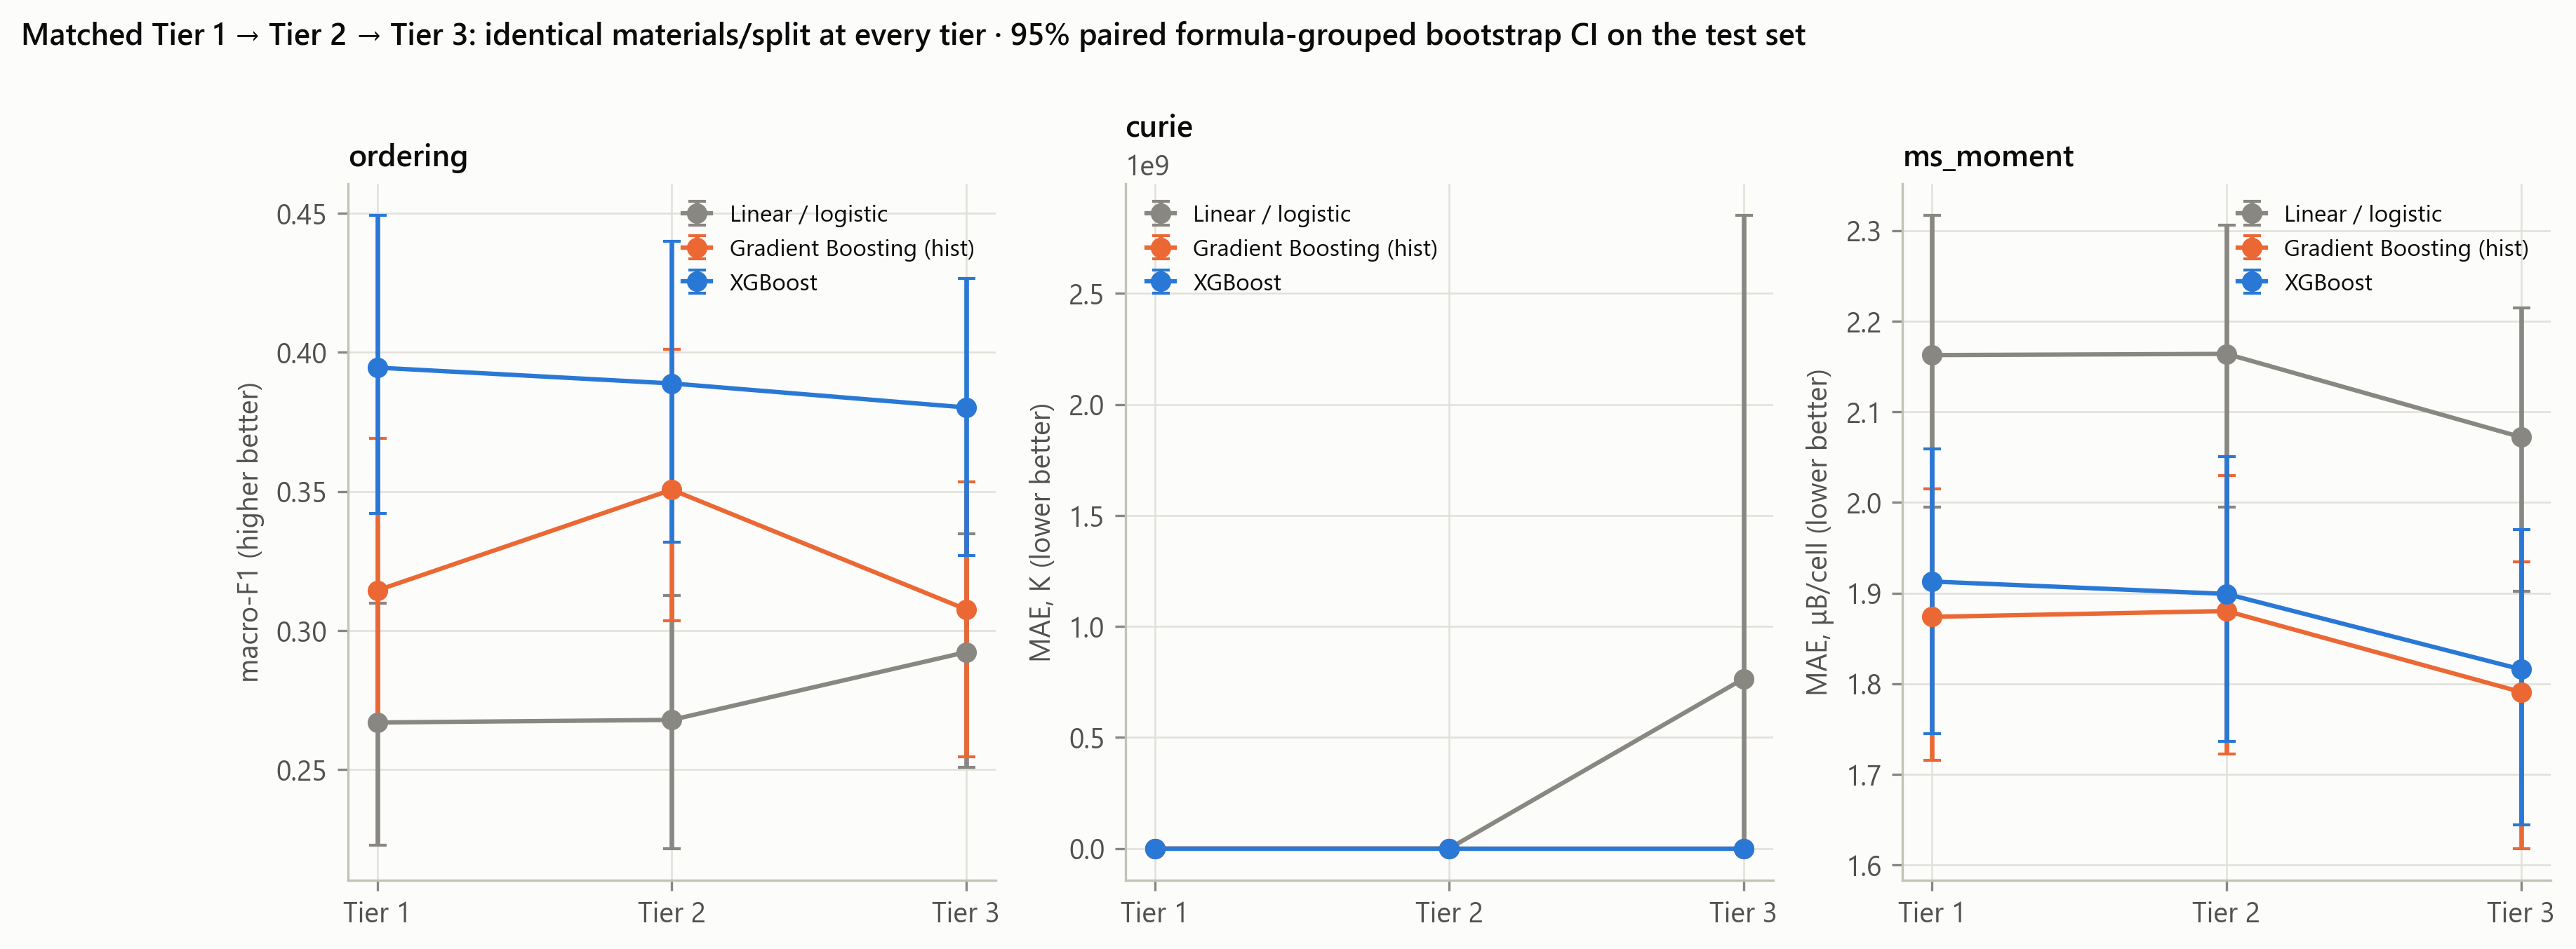 Matched Tier 1 → Tier 2 → Tier 3: identical materials/split at every tier · 95% paired formula-grouped bootstrap CI on the test set
ordering
macro-F1 (higher better)
0.45
0.40
0.35
0.30
0.25
Linear / logistic
Gradient Boosting (hist)
XGBoost
Tier 1
Tier 2
Tier 3
curie
1e9
MAE, K (lower better)
2.5
2.0
1.5
1.0
0.5
0.0
Linear / logistic
Gradient Boosting (hist)
XGBoost
Tier 1
Tier 2
Tier 3
ms_moment
MAE, µB/cell (lower better)
2.3
2.2
2.1
2.0
1.9
1.8
1.7
1.6
Linear / logistic
Gradient Boosting (hist)
XGBoost
Tier 1
Tier 2
Tier 3